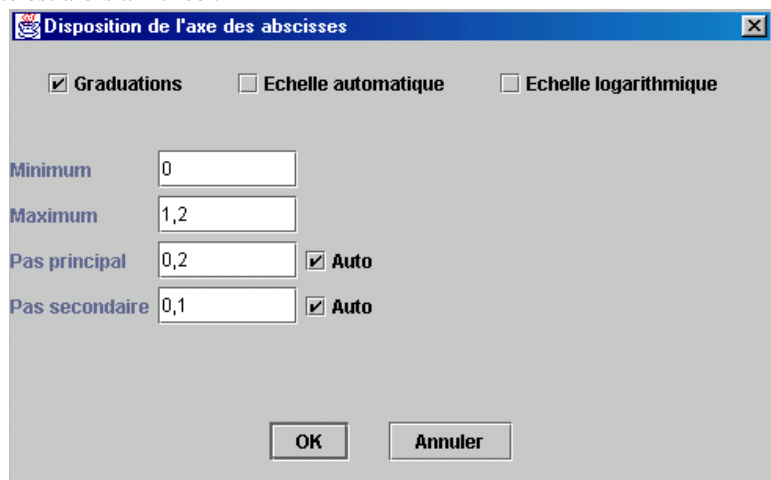 Disposition de l'axe des abscisses
Graduations Echelle automatique Echelle logarithmique
Minimum 0
Maximum 1,2
Pas principal 0,2 Auto
Pas secondaire 0,1 Auto
OK Annuler